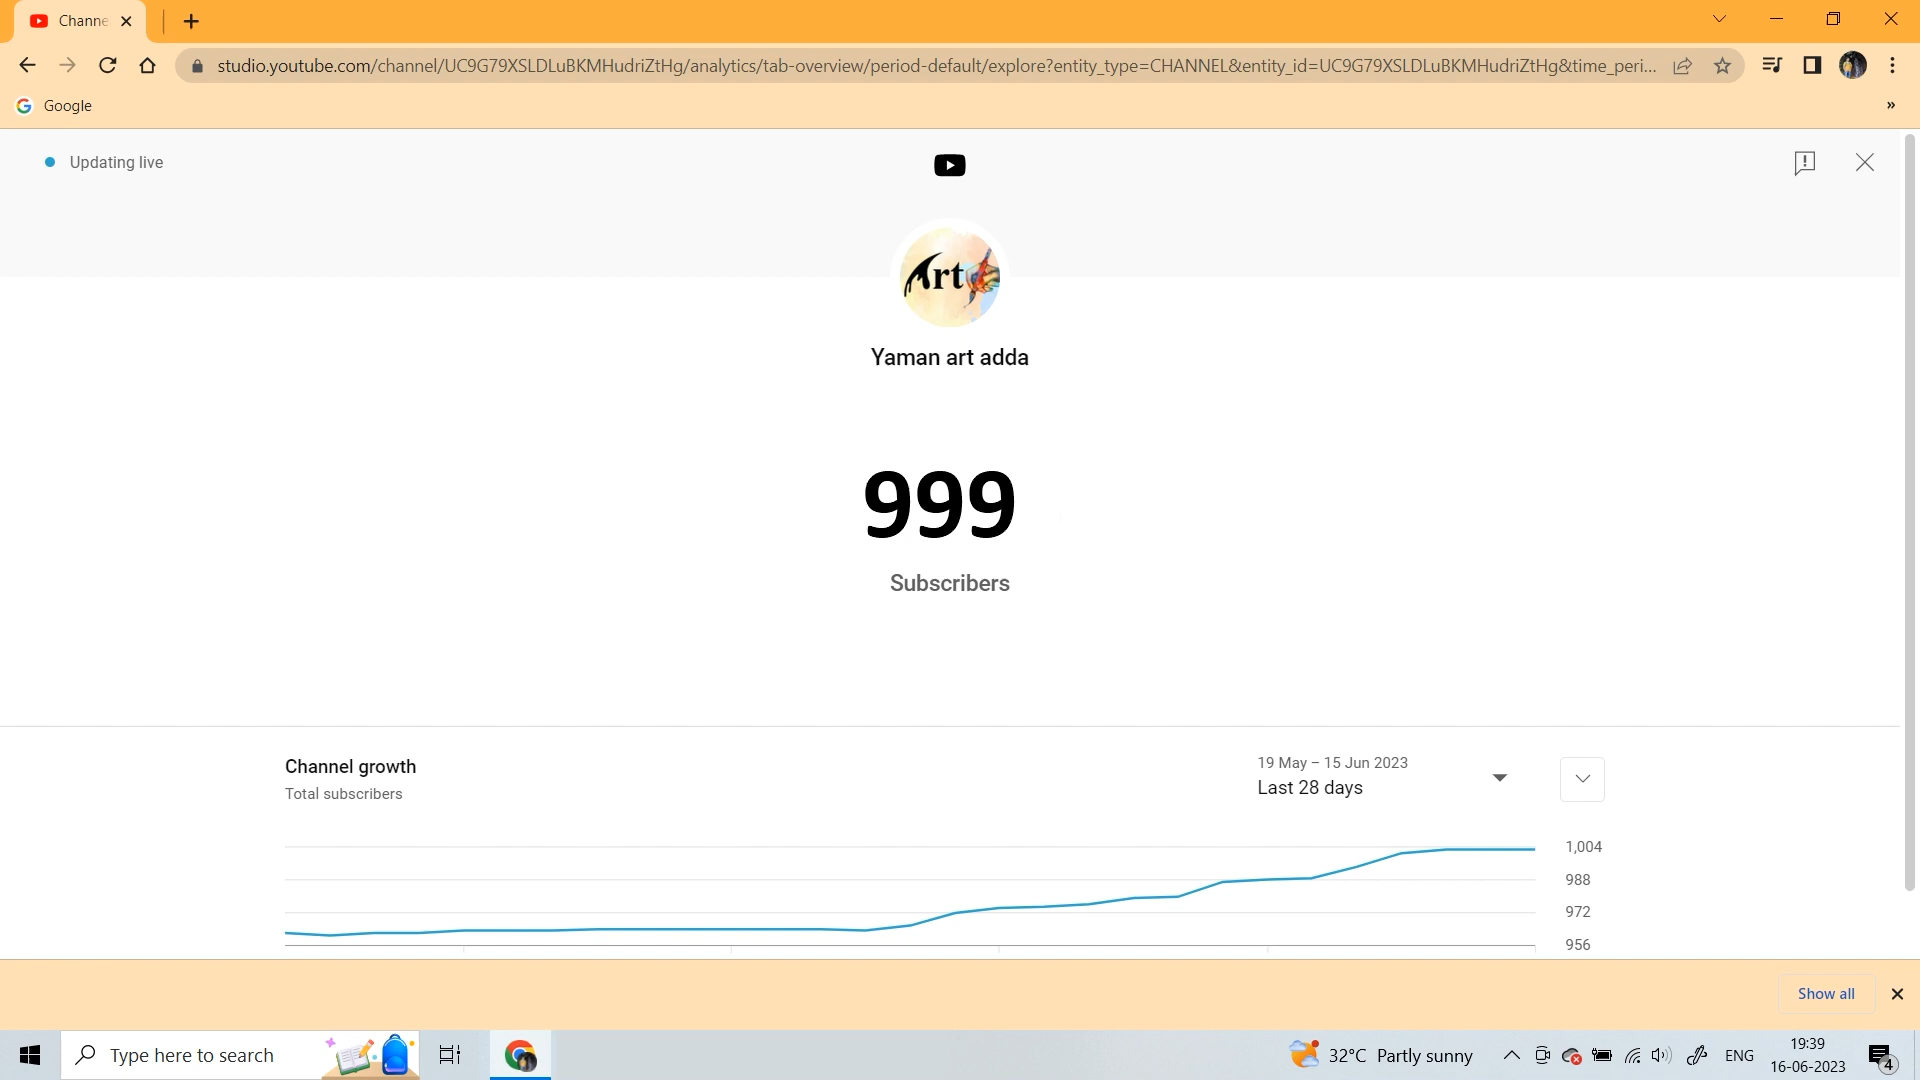 Channe
studio.youtube.com/channel/UC9G79XSLDLuBKMHudriZtHg/analytics/tab-overview/period-default/explore?entity_type=CHANNEL&entity_id=UC9G79XSLDLuBKMHudriZtHg&time_peri...
Google
»
Updating live
Art
Yaman art adda
999
Subscribers
Channel growth
Total subscribers
19 May – 15 Jun 2023
Last 28 days
1,004
988
972
956
Show all
Type here to search
32°C Partly sunny
ENG
19:39
16-06-2023
4